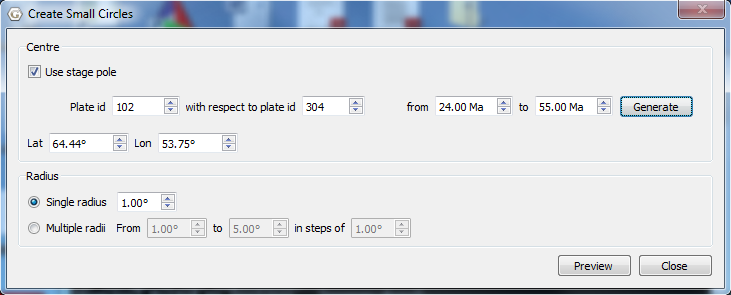 Create Small Circles
Centre
Use stage pole
Plate id 102 with respect to plate id 304 from 24.00 Ma to 55.00 Ma Generate
Lat 64.44° Lon 53.75°
Radius
Single radius 1.00°
Multiple radii From 1.00° to 5.00° in steps of 1.00°
Preview Close